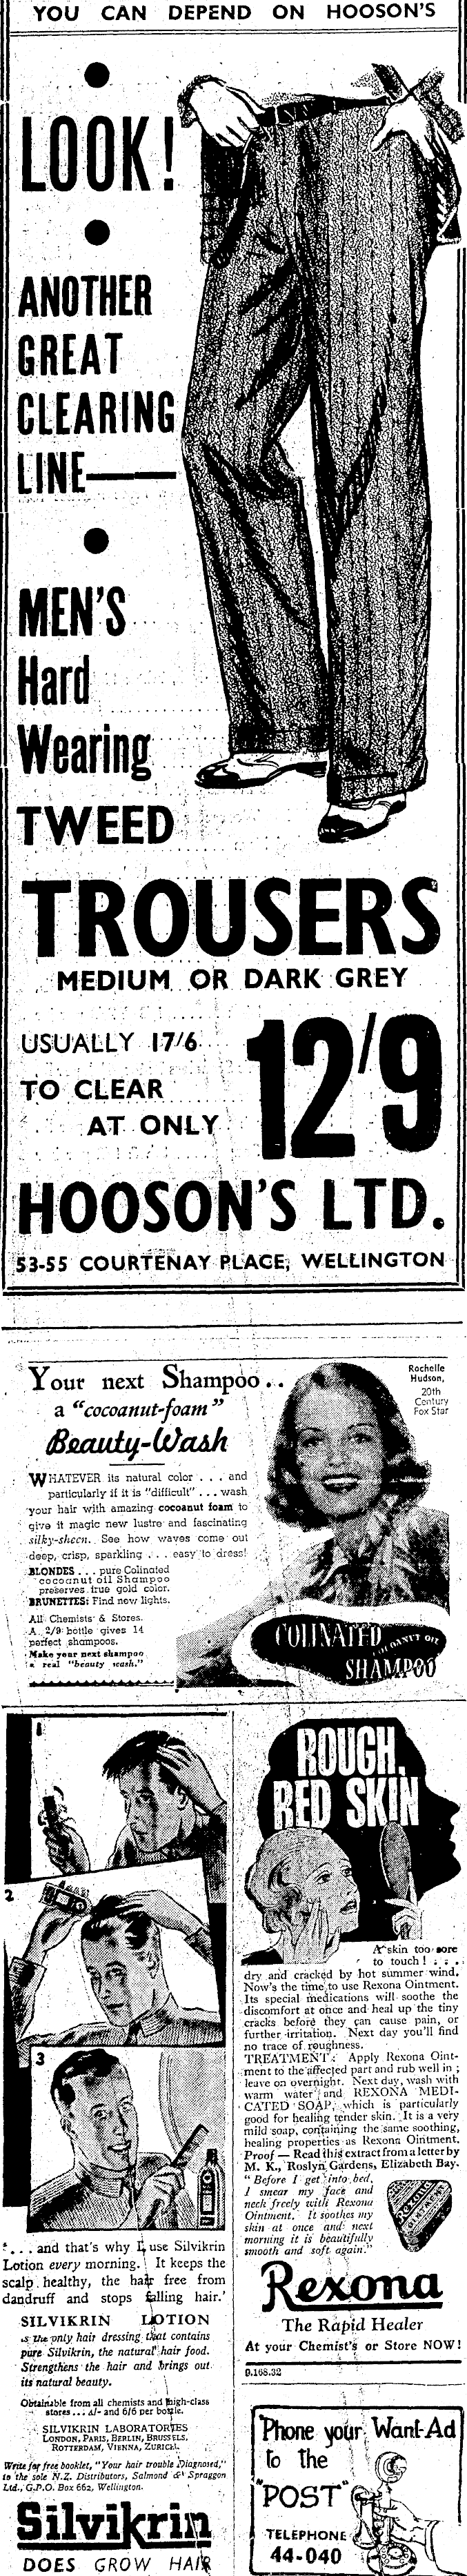 YOU CAN DEPEND ON HOOSON'S
LOOK!
ANOTHER
GREAT
CLEARING
LINE—
MEN'S
Hard
Wearing
TWEED
TROUSERS
MEDIUM OR DARK GREY
USUALLY 17/6
TO CLEAR
AT ONLY
12/9
HOOSON'S LTD.
53-55 COURTENAY PLACE, WELLINGTON
Your next Shampoo..
a "cocoanut-foam"
Beauty-Wash
Rochelle
Hudson,
20th
Century
Fox Star
WHATEVER its natural color . . . and
particularly if it is "difficult" . . . wash
your hair with amazing cocoanut foam to
give it magic new lustre and fascinating
silky-sheen. See how waves come out
deep, crisp, sparkling . . . easy to dress!
BLONDES . . . pure Colinated
cocoanut oil Shampoo
preserves true gold color.
BRUNETTES: Find new lights.
All Chemists & Stores.
A 2/9 bottle gives 14
perfect shampoos.
Make your next shampoo
a real "beauty wash."
COLINATED
COCOANUT OIL
SHAMPOO
1
2
3
'. . . and that's why I use Silvikrin
Lotion every morning. It keeps the
scalp healthy, the hair free from
dandruff and stops falling hair.'
SILVIKRIN LOTION
is the only hair dressing that contains
pure Silvikrin, the natural hair food.
Strengthens the hair and brings out
its natural beauty.
Obtainable from all chemists and high-class
stores . . . 4/- and 6/6 per bottle.
SILVIKRIN LABORATORIES
LONDON, PARIS, BERLIN, BRUSSELS,
ROTTERDAM, VIENNA, ZURICH.
Write for free booklet, "Your hair trouble Diagnosed,"
to the sole N.Z. Distributors, Salmond & Spraggon
Ltd., G.P.O. Box 662, Wellington.
Silvikrin
DOES GROW HAIR
ROUGH,
RED SKIN
A skin too sore
to touch! . . .
dry and cracked by hot summer wind.
Now's the time to use Rexona Ointment.
Its special medications will soothe the
discomfort at once and heal up the tiny
cracks before they can cause pain, or
further irritation. Next day you'll find
no trace of roughness.
TREATMENT: Apply Rexona Oint-
ment to the affected part and rub well in;
leave on overnight. Next day, wash with
warm water and REXONA MEDI-
CATED SOAP, which is particularly
good for healing tender skin. It is a very
mild soap, containing the same soothing,
healing properties as Rexona Ointment.
Proof — Read this extract from a letter by
M. K., Roslyn Gardens, Elizabeth Bay.
"Before I get into bed,
I smear my face and
neck freely with Rexona
Ointment. It soothes my
skin at once and next
morning it is beautifully
smooth and soft again."
Rexona
OINTMENT
Rexona
The Rapid Healer
At your Chemist's or Store NOW!
0.168.32
'Phone your Want-Ad
to the
"POST"
TELEPHONE
44-040